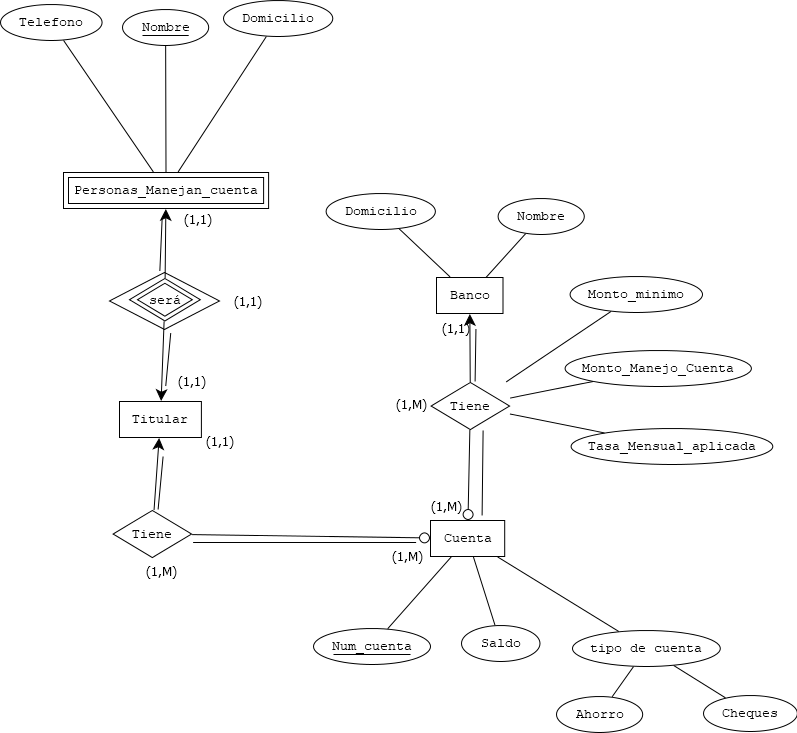 Telefono
Nombre
Domicilio
Personas_Manejan_cuenta
(1,1)
Domicilio
Nombre
será
(1,1)
Banco
Monto_minimo
(1,1)
Monto_Manejo_Cuenta
(1,1)
(1,M)
Tiene
Titular
(1,1)
Tasa_Mensual_aplicada
(1,M)
Tiene
Cuenta
(1,M)
(1,M)
Num_cuenta
Saldo
tipo de cuenta
Ahorro
Cheques